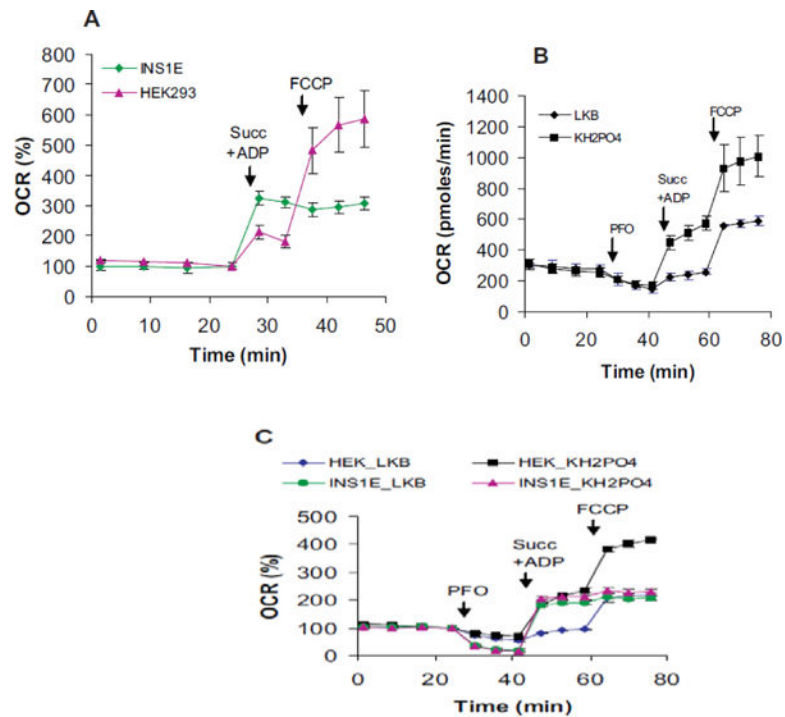 A
INS1E
HEK293
FCCP
Succ
+ADP
800
700
600
500
400
300
200
100
0
OCR (%)
0 10 20 30 40 50
Time (min)
B
LKB
KH2PO4
FCCP
Succ
+ADP
PFO
1400
1200
1000
800
600
400
200
0
OCR (pmoles/min)
0 20 40 60 80
Time (min)
C
HEK_LKB HEK_KH2PO4
INS1E_LKB INS1E_KH2PO4
FCCP
Succ
+ADP
PFO
500
400
300
200
100
0
OCR (%)
0 20 40 60 80
Time (min)